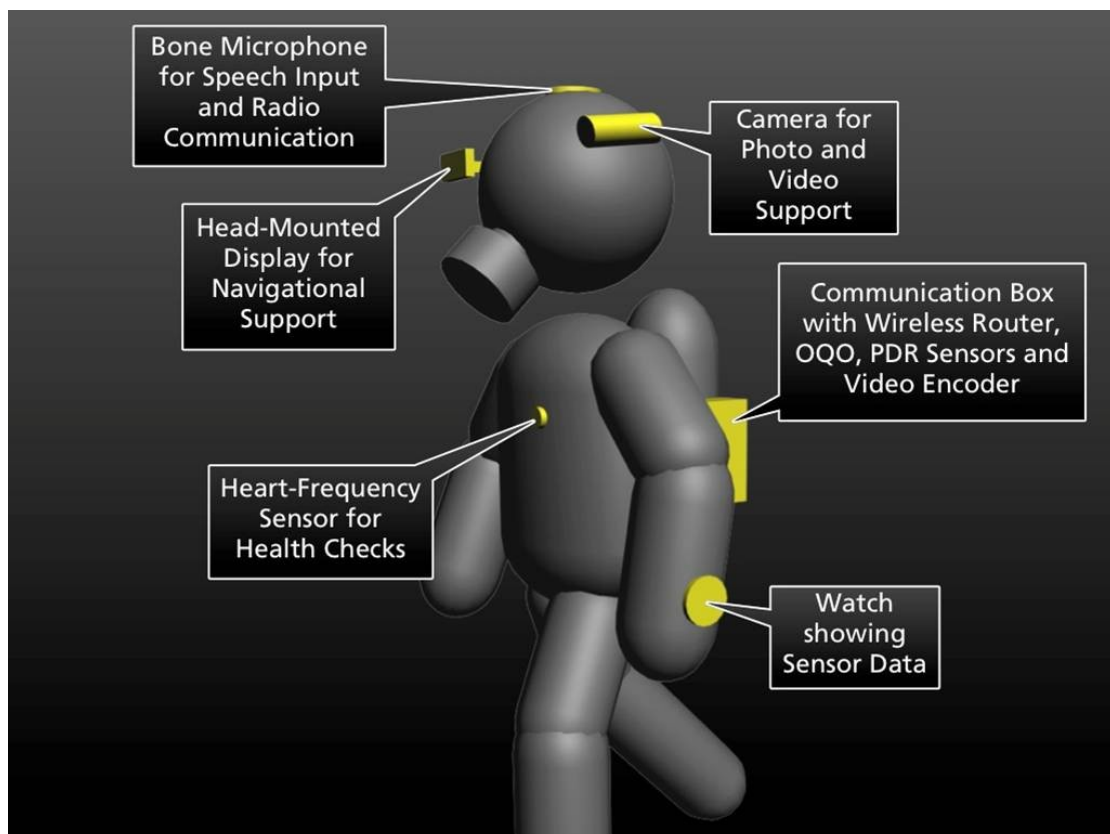 Bone Microphone
for Speech Input
and Radio
Communication
Camera for
Photo and
Video
Support
Head-Mounted
Display for
Navigational
Support
Communication Box
with Wireless Router,
OQO, PDR Sensors and
Video Encoder
Heart-Frequency
Sensor for
Health Checks
Watch
showing
Sensor Data